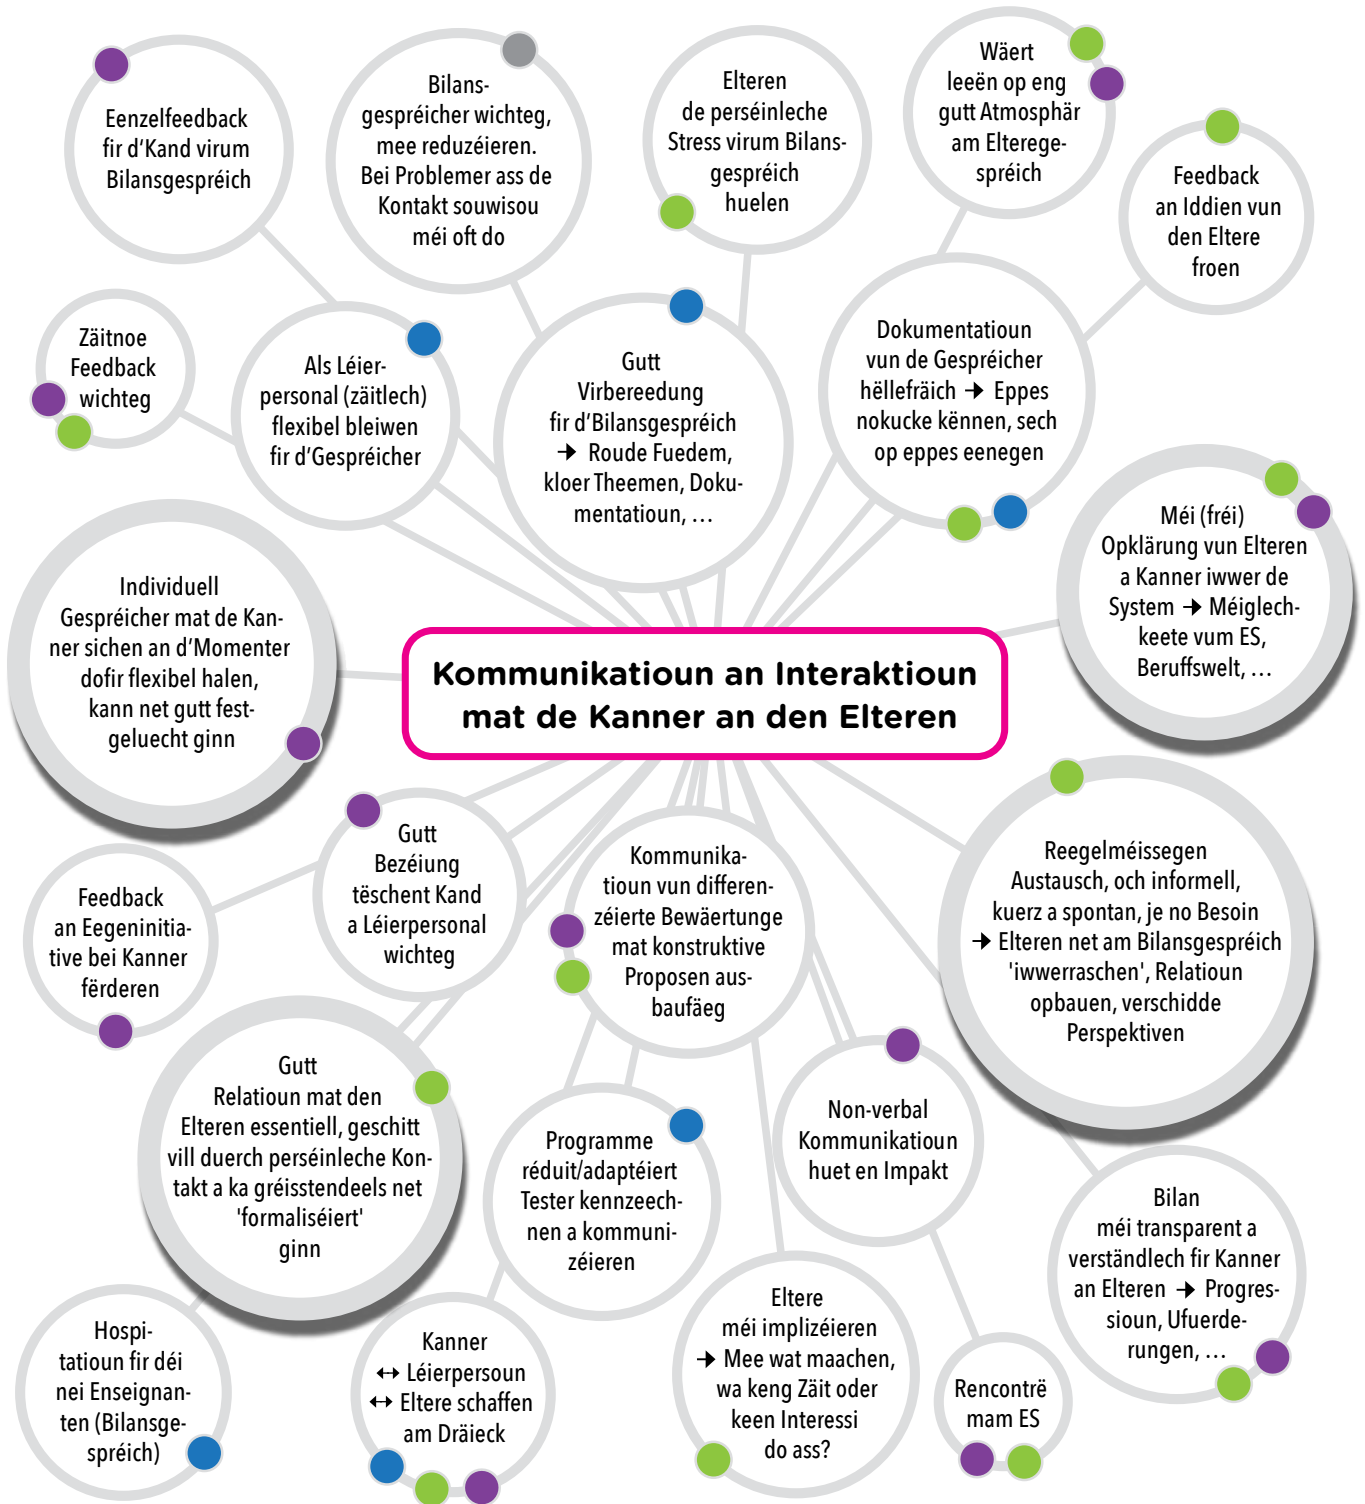 Eenzelfeedback
fir d'Kand virum
Bilansgespréich
Bilans-
gespréicher wichteg,
mee reduzéieren.
Bei Problemer ass de
Kontakt souwisou
méi oft do
Elteren
de perséinleche
Stress virum Bilans-
gespréich
huelen
Wäert
leeën op eng
gutt Atmosphär
am Elterege-
spréich
Feedback
an Iddien vun
den Eltere
froen
Zäitnoe
Feedback
wichteg
Als Léier-
personal (zäitlech)
flexibel bleiwen
fir d'Gespréicher
Gutt
Virbereedung
fir d'Bilansgespréich
→ Roude Fuedem,
kloer Theemen, Doku-
mentatioun, …
Dokumentatioun
vun de Gespréicher
hëllefräich → Eppes
nokucke kënnen, sech
op eppes eenegen
Méi (fréi)
Opklärung vun Elteren
a Kanner iwwer de
System → Méiglech-
keete vum ES,
Beruffswelt, …
Individuell
Gespréicher mat de Kan-
ner sichen an d'Momenter
dofir flexibel halen,
kann net gutt fest-
geluecht ginn
Kommunikatioun an Interaktioun
mat de Kanner an den Elteren
Feedback
an Eegeninitia-
tive bei Kanner
fërderen
Gutt
Bezéiung
tëschent Kand
a Léierpersonal
wichteg
Kommunika-
tioun vun differen-
zéierte Bewäertunge
mat konstruktive
Proposen aus-
baufäeg
Reegelméissegen
Austausch, och informell,
kuerz a spontan, je no Besoin
→ Elteren net am Bilansgespréich
'iwwerraschen', Relatioun
opbauen, verschidde
Perspektiven
Gutt
Relatioun mat den
Elteren essentiell, geschitt
vill duerch perséinleche Kon-
takt a ka gréisstendeels net
'formaliséiert'
ginn
Programme
réduit/adaptéiert
Tester kennzeech-
nen a kommuni-
zéieren
Non-verbal
Kommunikatioun
huet en Impakt
Bilan
méi transparent a
verständlech fir Kanner
an Elteren → Progres-
sioun, Ufuerde-
rungen, …
Hospi-
tatioun fir déi
nei Enseignan-
ten (Bilansge-
spréich)
Kanner
↔ Léierpersoun
↔ Eltere schaffen
am Dräieck
Eltere
méi implizéieren
→ Mee wat maachen,
wa keng Zäit oder
keen Interessi
do ass?
Rencontrë
mam ES